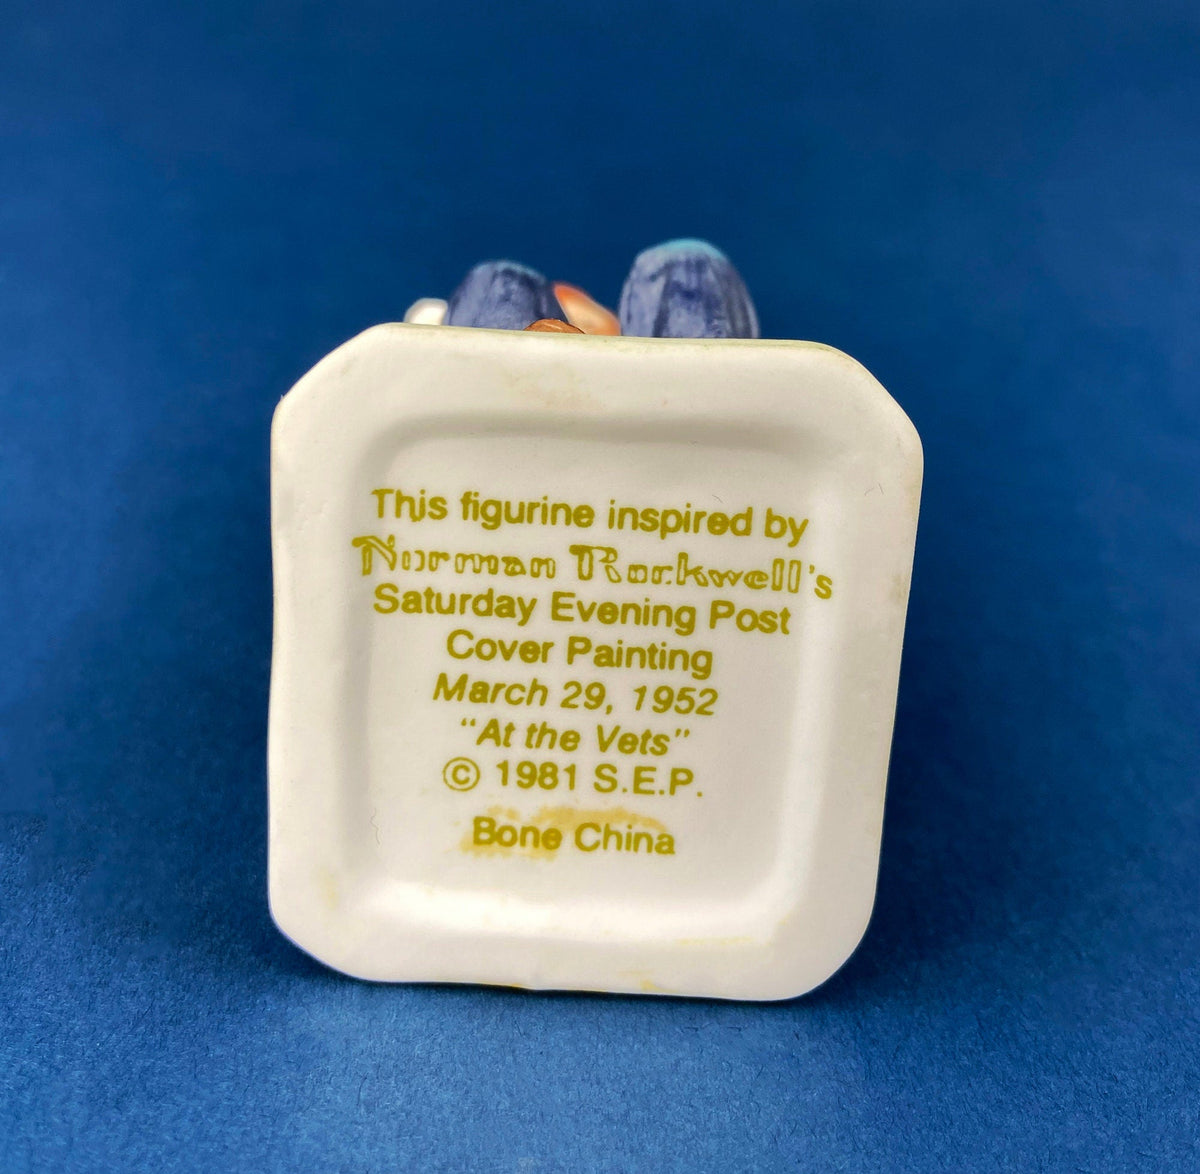 This figurine inspired by
Norman Rockwell's
Saturday Evening Post
Cover Painting
March 29, 1952
"At the Vets"
© 1981 S.E.P.
Bone China